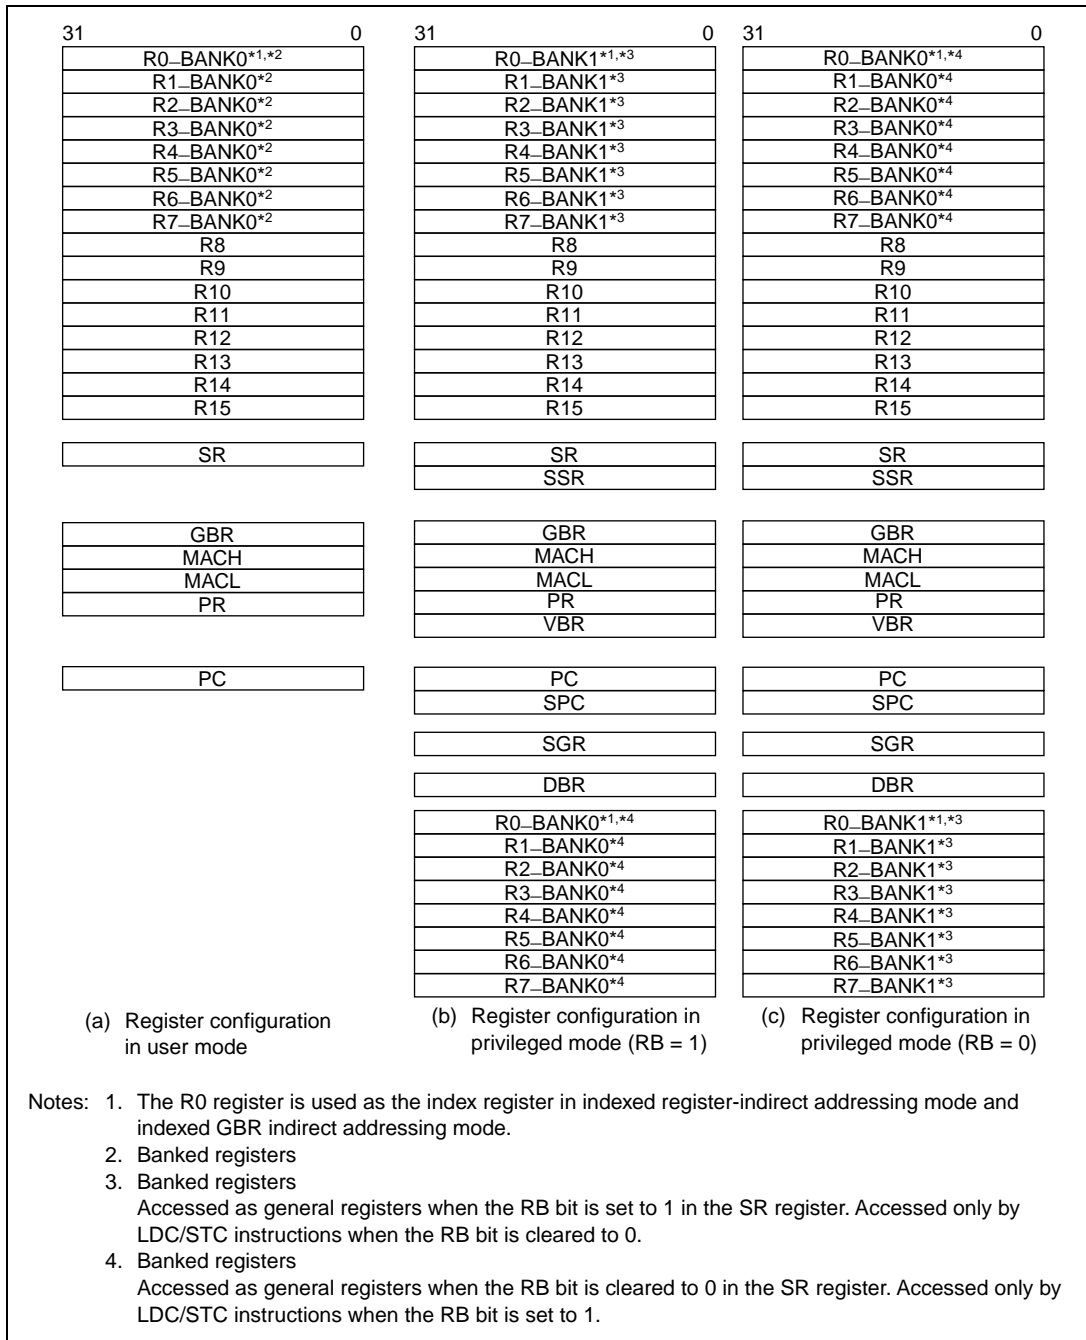 31 0
R0_BANK0*1,*2
R1_BANK0*2
R2_BANK0*2
R3_BANK0*2
R4_BANK0*2
R5_BANK0*2
R6_BANK0*2
R7_BANK0*2
R8
R9
R10
R11
R12
R13
R14
R15
SR
GBR
MACH
MACL
PR
PC
(a) Register configuration
in user mode
31 0
R0_BANK1*1,*3
R1_BANK1*3
R2_BANK1*3
R3_BANK1*3
R4_BANK1*3
R5_BANK1*3
R6_BANK1*3
R7_BANK1*3
R8
R9
R10
R11
R12
R13
R14
R15
SR
SSR
GBR
MACH
MACL
PR
VBR
PC
SPC
SGR
DBR
R0_BANK0*1,*4
R1_BANK0*4
R2_BANK0*4
R3_BANK0*4
R4_BANK0*4
R5_BANK0*4
R6_BANK0*4
R7_BANK0*4
(b) Register configuration in
privileged mode (RB = 1)
31 0
R0_BANK0*1,*4
R1_BANK0*4
R2_BANK0*4
R3_BANK0*4
R4_BANK0*4
R5_BANK0*4
R6_BANK0*4
R7_BANK0*4
R8
R9
R10
R11
R12
R13
R14
R15
SR
SSR
GBR
MACH
MACL
PR
VBR
PC
SPC
SGR
DBR
R0_BANK1*1,*3
R1_BANK1*3
R2_BANK1*3
R3_BANK1*3
R4_BANK1*3
R5_BANK1*3
R6_BANK1*3
R7_BANK1*3
(c) Register configuration in
privileged mode (RB = 0)
Notes: 1. The R0 register is used as the index register in indexed register-indirect addressing mode and
indexed GBR indirect addressing mode.
2. Banked registers
3. Banked registers
Accessed as general registers when the RB bit is set to 1 in the SR register. Accessed only by
LDC/STC instructions when the RB bit is cleared to 0.
4. Banked registers
Accessed as general registers when the RB bit is cleared to 0 in the SR register. Accessed only by
LDC/STC instructions when the RB bit is set to 1.